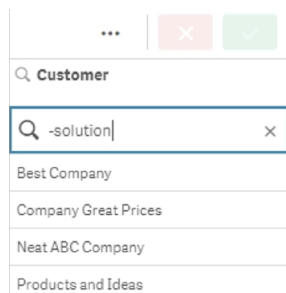 Customer
-solution
Best Company
Company Great Prices
Neat ABC Company
Products and Ideas